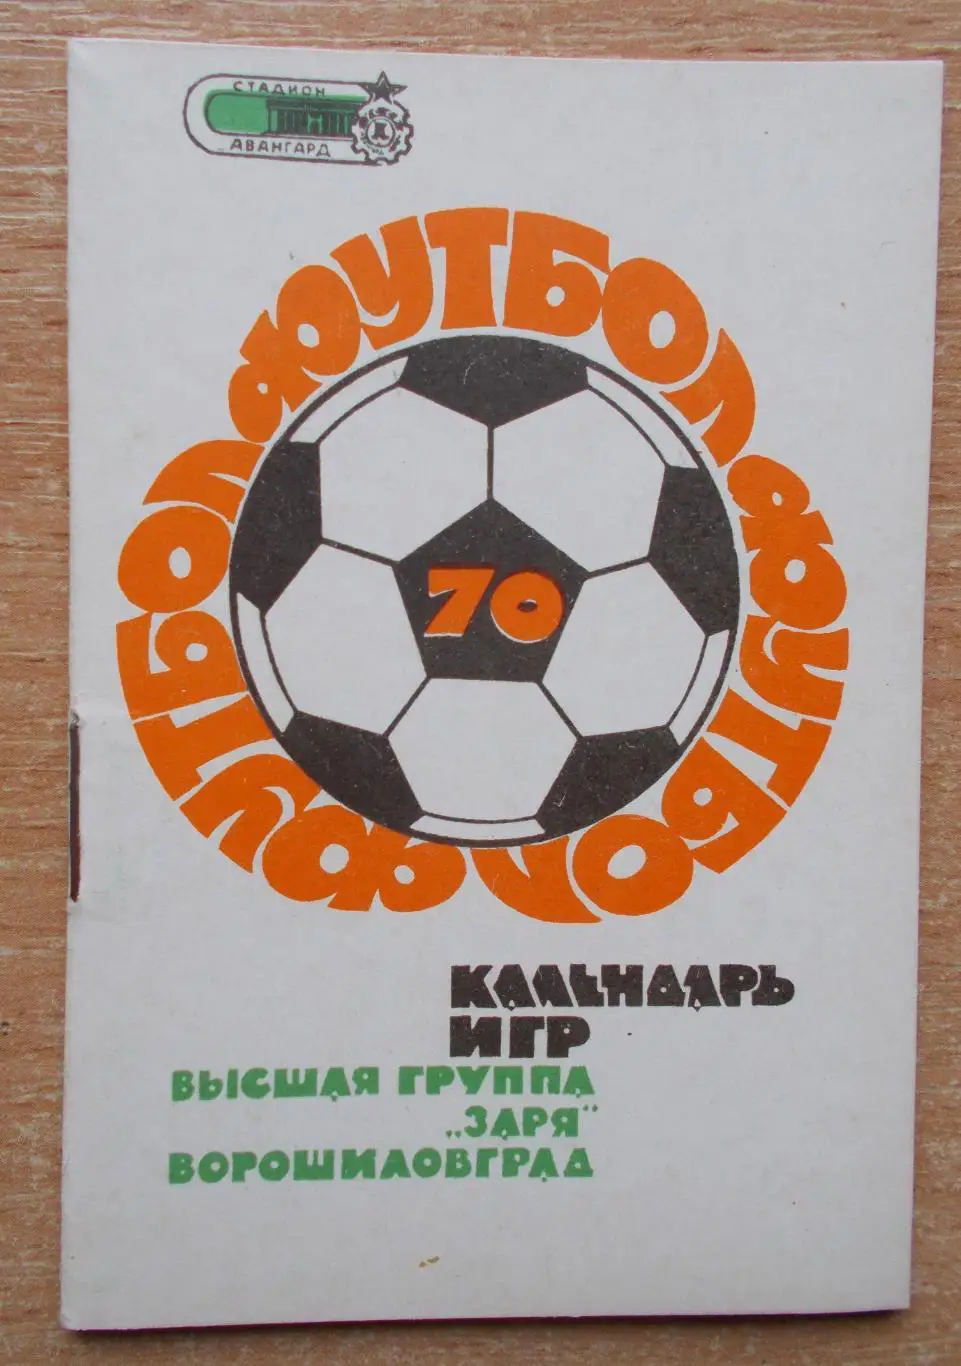 СТАДИОН
АВАНГАРД
ФУТБОЛ ФУТБОЛ ФУТБОЛ
70
КАЛЕНДАРЬ
ИГР
ВЫСШАЯ ГРУППА
„ЗАРЯ"
ВОРОШИЛОВГРАД